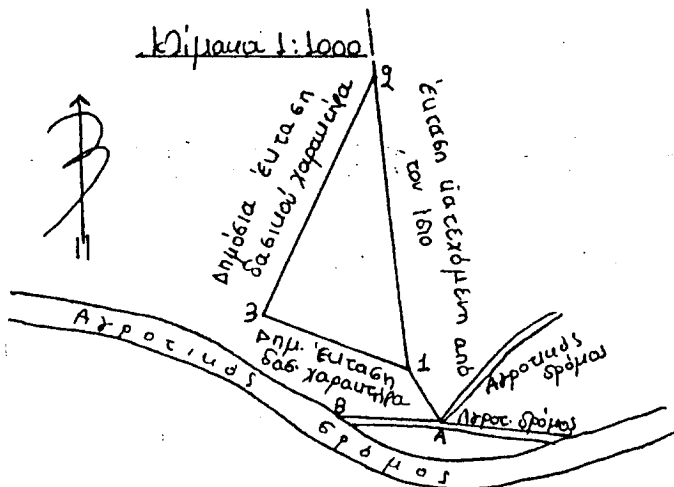 Κλίμακα 1:1000
2
Β
Δημόσια έκταση
δασικού χαρακτήρα
έκταση κατεχόμενη από
τον ίδιο
3
1
Δημ. έκταση
δασ. χαρακτήρα
Αγροτικός
δρόμος
Αγροτικός
δρόμος
Β
Α
Αγροτ. δρόμος